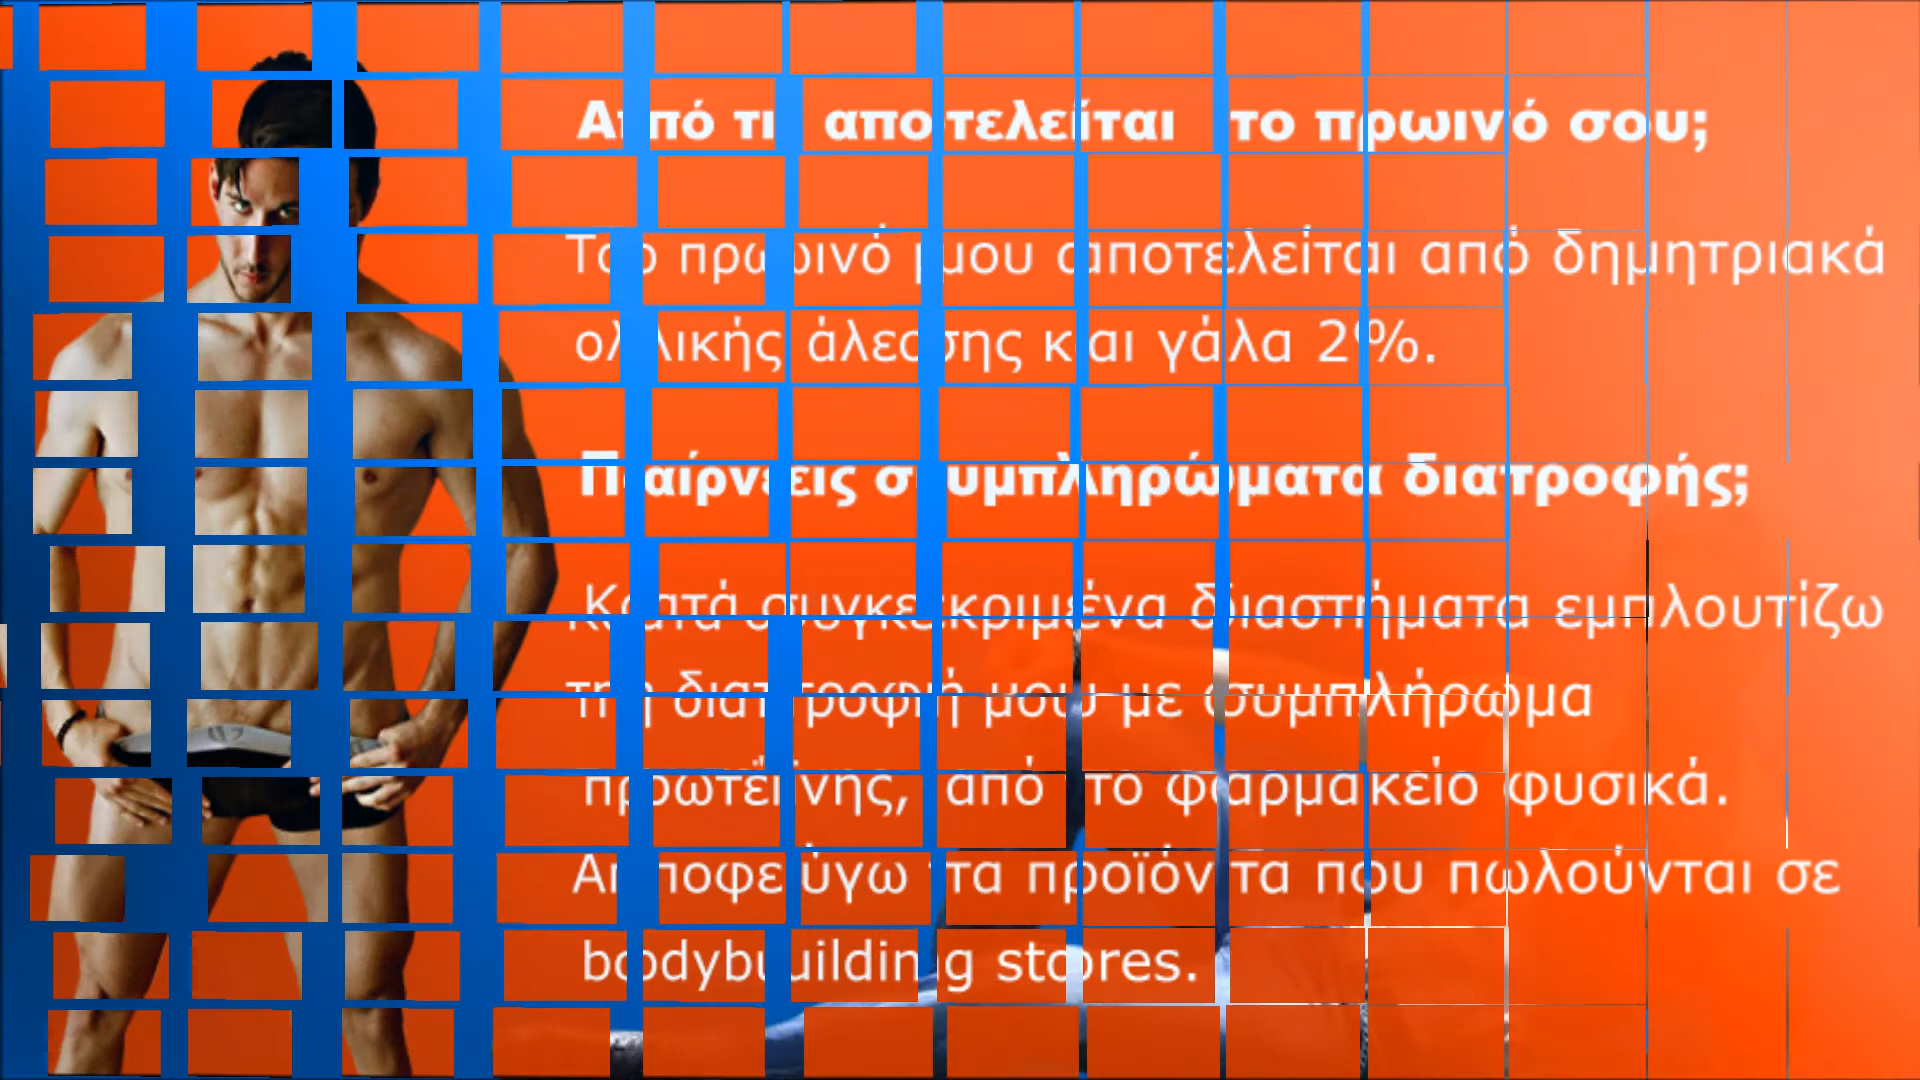 Από τι αποτελείται το πρωινό σου;
Το πρωινό μου αποτελείται από δημητριακά
ολικής άλεσης και γάλα 2%.
Παίρνεις συμπληρώματα διατροφής;
Κατά συγκεκριμένα διαστήματα εμπλουτίζω
τη διατροφή μου με συμπλήρωμα
πρωτεΐνης, από το φαρμακείο φυσικά.
Αποφεύγω τα προϊόντα που πωλούνται σε
bodybuilding stores.